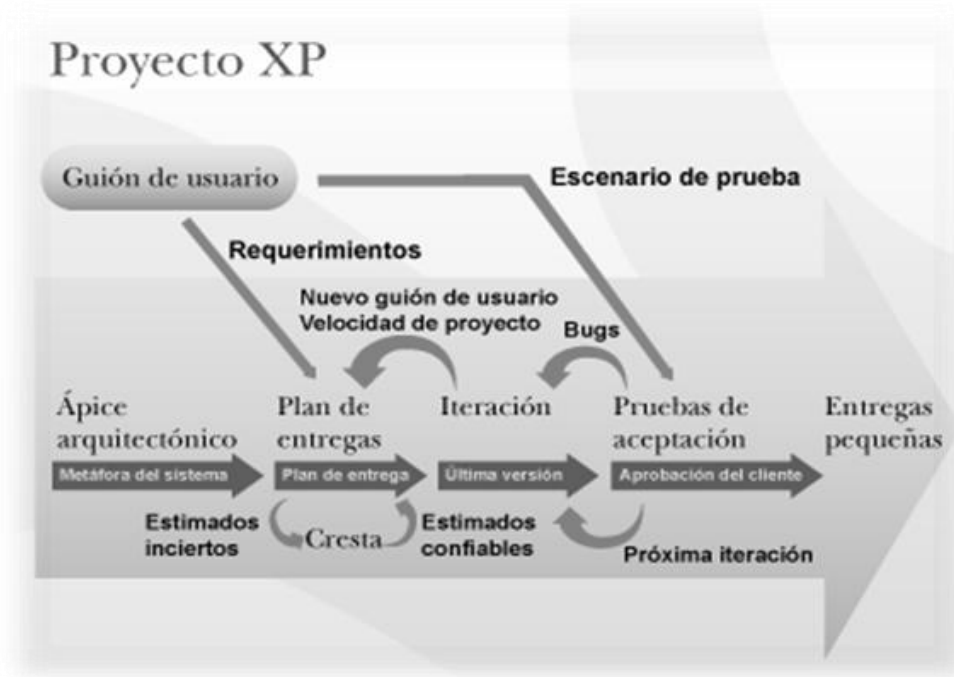 Proyecto XP
Guión de usuario
Escenario de prueba
Requerimientos
Nuevo guión de usuario
Velocidad de proyecto
Bugs
Ápice
arquitectónico
Plan de
entregas
Iteración
Pruebas de
aceptación
Entregas
pequeñas
Metáfora del sistema
Plan de entrega
Última versión
Aprobación del cliente
Estimados
inciertos
Cresta
Estimados
confiables
Próxima iteración